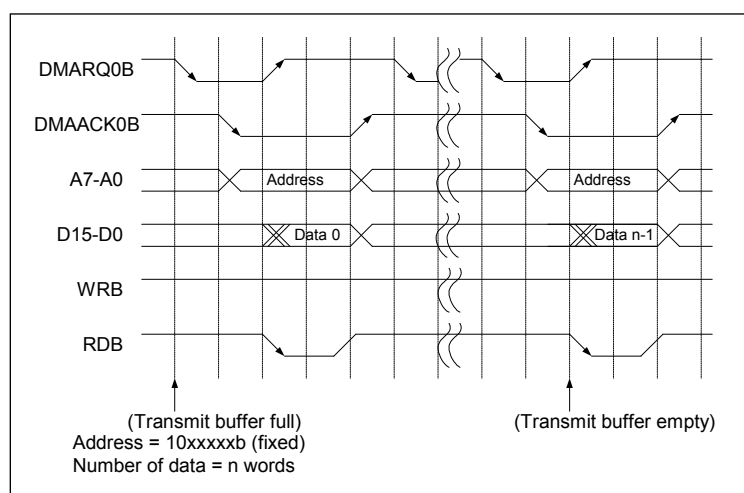 DMARQ0B
DMAACK0B
A7-A0 Address Address
D15-D0 Data 0 Data n-1
WRB
RDB
(Transmit buffer full) (Transmit buffer empty)
Address = 10xxxxxb (fixed)
Number of data = n words